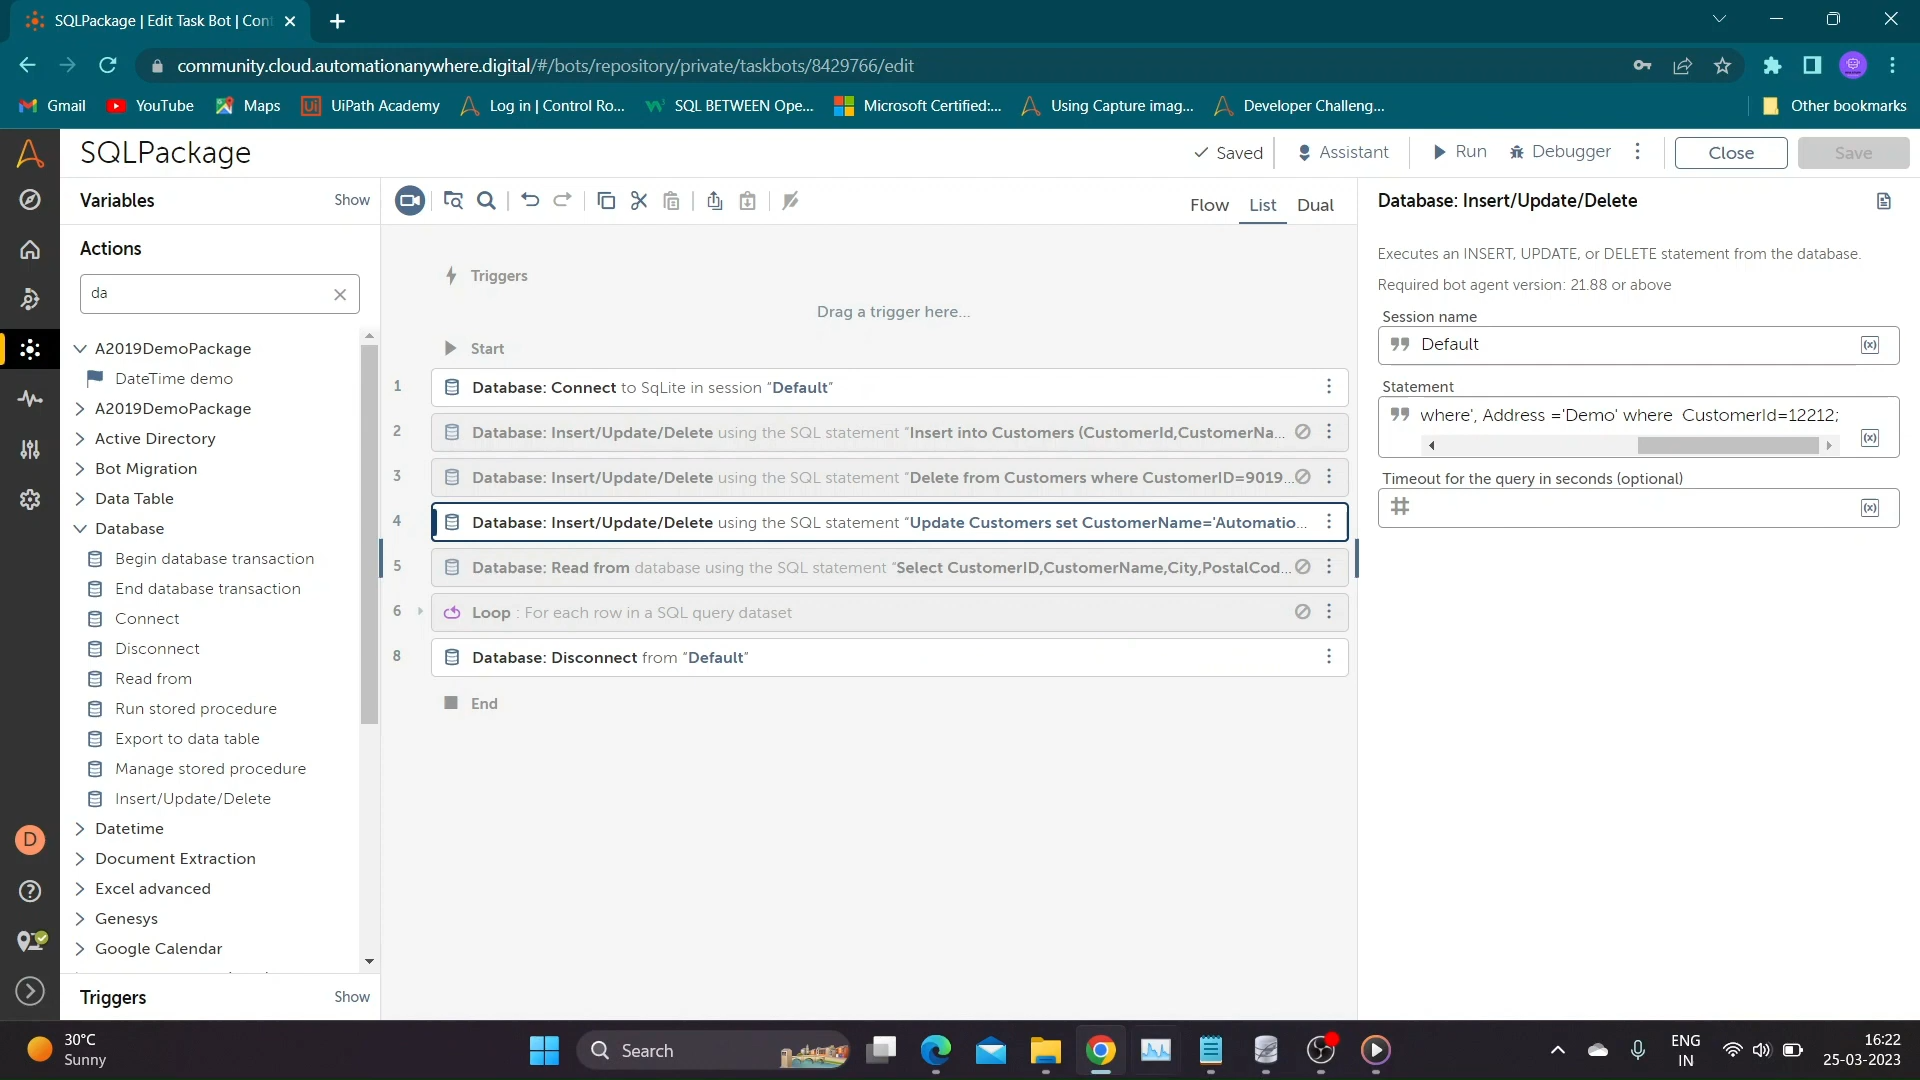 SQLPackage | Edit Task Bot | Con
community.cloud.automationanywhere.digital/#/bots/repository/private/taskbots/8429766/edit
Gmail
YouTube
Maps
UiPath Academy
Log in | Control Ro...
SQL BETWEEN Ope...
Microsoft Certified:...
Using Capture imag...
Developer Challeng...
Other bookmarks
SQLPackage
Saved
Assistant
Run
Debugger
Close
Save
Variables
Show
Actions
da
A2019DemoPackage
DateTime demo
A2019DemoPackage
Active Directory
Bot Migration
Data Table
Database
Begin database transaction
End database transaction
Connect
Disconnect
Read from
Run stored procedure
Export to data table
Manage stored procedure
Insert/Update/Delete
Datetime
Document Extraction
Excel advanced
Genesys
Google Calendar
Triggers
Show
Flow
List
Dual
Triggers
Drag a trigger here...
Start
1 Database: Connect to SqLite in session “Default”
2 Database: Insert/Update/Delete using the SQL statement “Insert into Customers (CustomerId,CustomerNa...
3 Database: Insert/Update/Delete using the SQL statement “Delete from Customers where CustomerID=9019...
4 Database: Insert/Update/Delete using the SQL statement “Update Customers set CustomerName='Automatio...
5 Database: Read from database using the SQL statement “Select CustomerID,CustomerName,City,PostalCod...
6 Loop : For each row in a SQL query dataset
8 Database: Disconnect from “Default”
End
Database: Insert/Update/Delete
Executes an INSERT, UPDATE, or DELETE statement from the database.
Required bot agent version: 21.88 or above
Session name
Default
(x)
Statement
where', Address ='Demo' where CustomerId=12212;
(x)
Timeout for the query in seconds (optional)
(x)
D
30°C
Sunny
Search
ENG
IN
16:22
25-03-2023